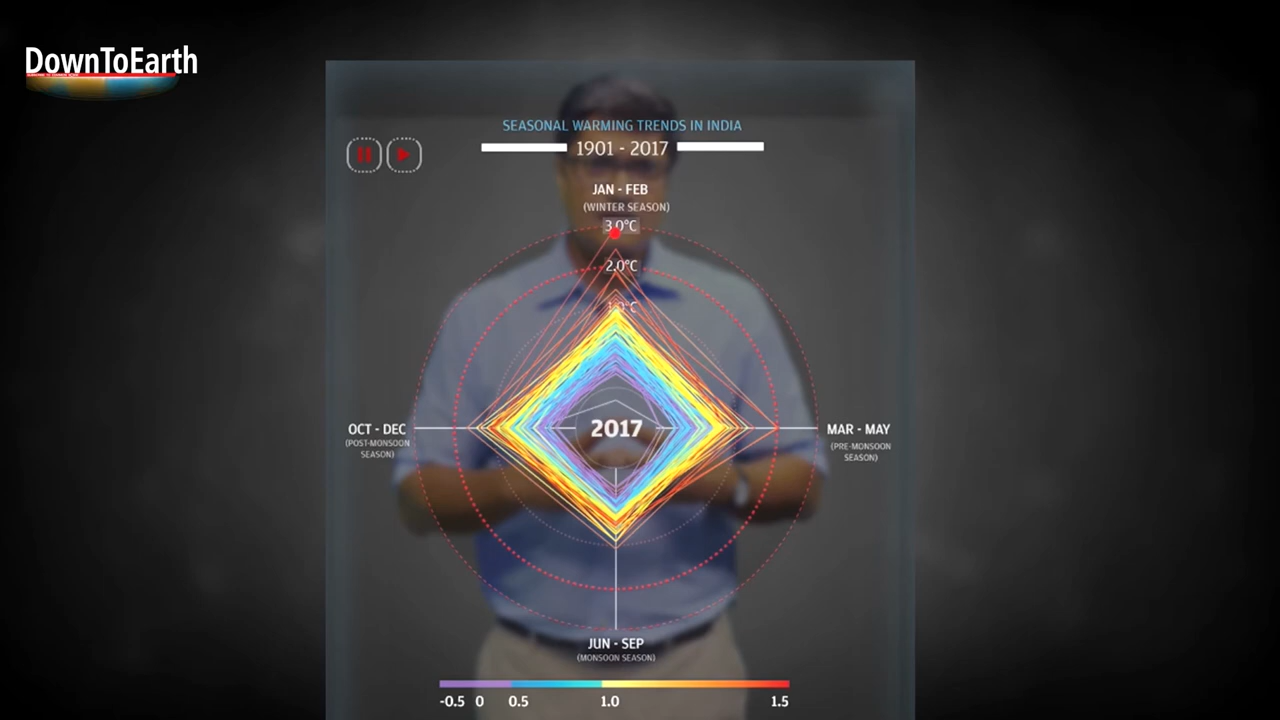 DownToEarth
SEASONAL WARMING TRENDS IN INDIA
1901 - 2017
JAN - FEB
(WINTER SEASON)
3.0°C
2.0°C
OCT - DEC
(POST-MONSOON
SEASON)
2017
MAR - MAY
(PRE-MONSOON
SEASON)
JUN - SEP
(MONSOON SEASON)
-0.5 0 0.5 1.0 1.5